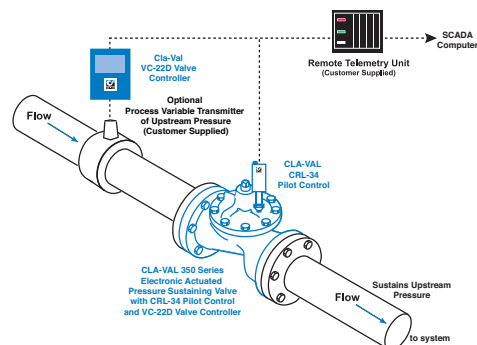 SCADA
Computer
Remote Telemetry Unit
(Customer Supplied)
Cla-Val
VC-22D Valve
Controller
Optional
Process Variable Transmitter
of Upstream Pressure
(Customer Supplied)
Flow
CLA-VAL
CRL-34
Pilot Control
CLA-VAL 350 Series
Electronic Actuated
Pressure Sustaining Valve
with CRL-34 Pilot Control
and VC-22D Valve Controller
Sustains Upstream
Pressure
Flow
to system